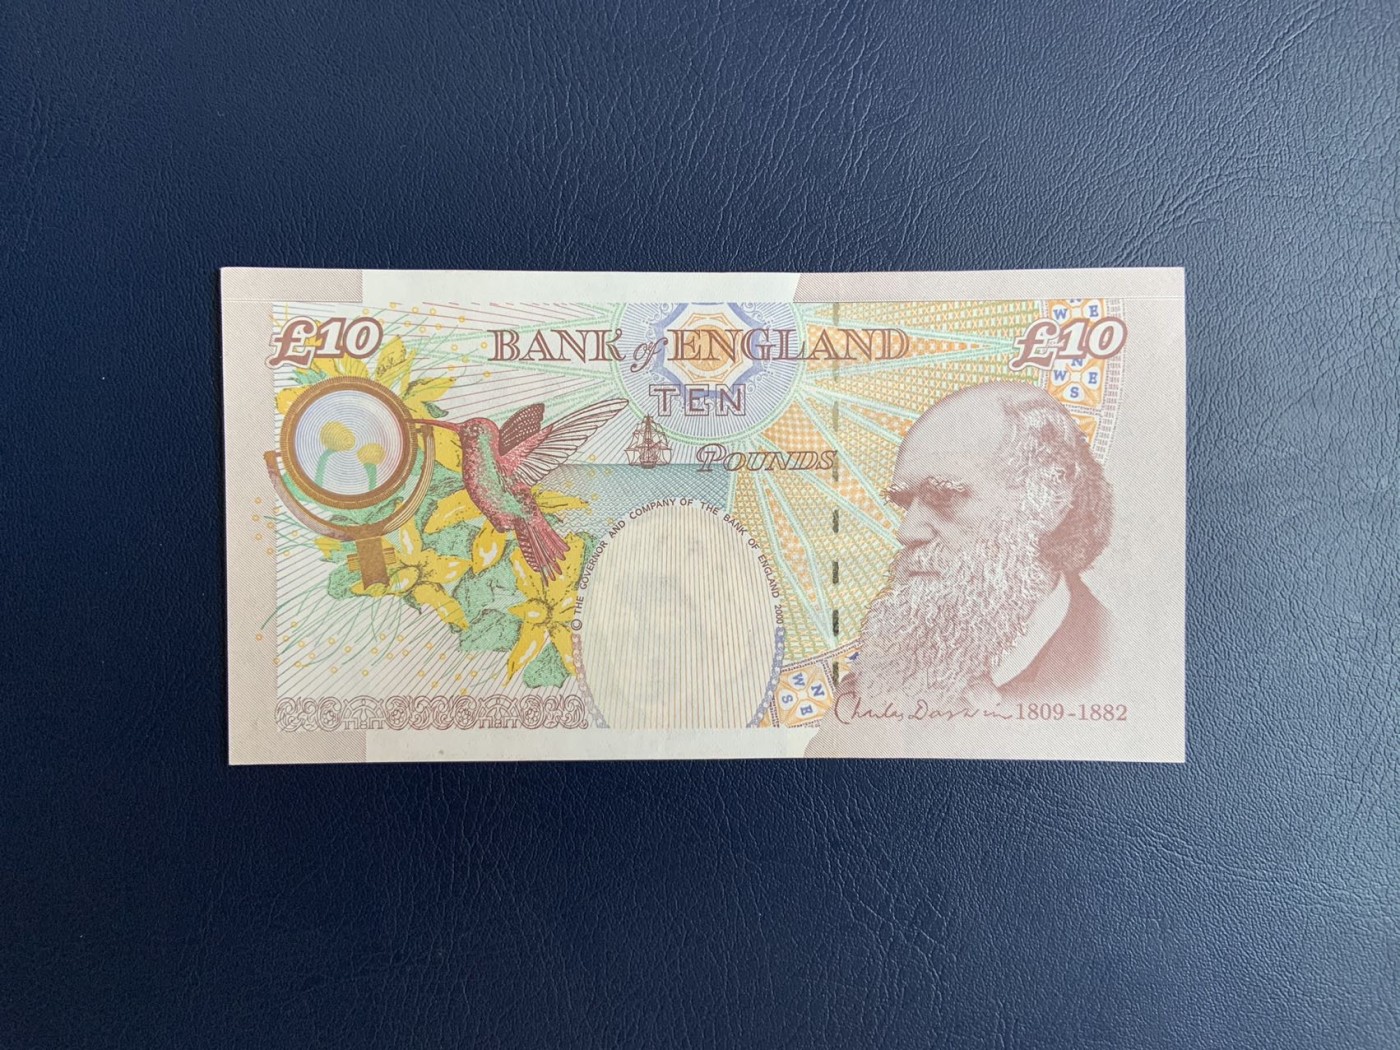 £10
BANK of ENGLAND
£10
TEN
POUNDS
© THE GOVERNOR AND COMPANY OF THE BANK OF ENGLAND 2000
N E
W E
N E
W S
W N
S E
Charles Darwin 1809-1882